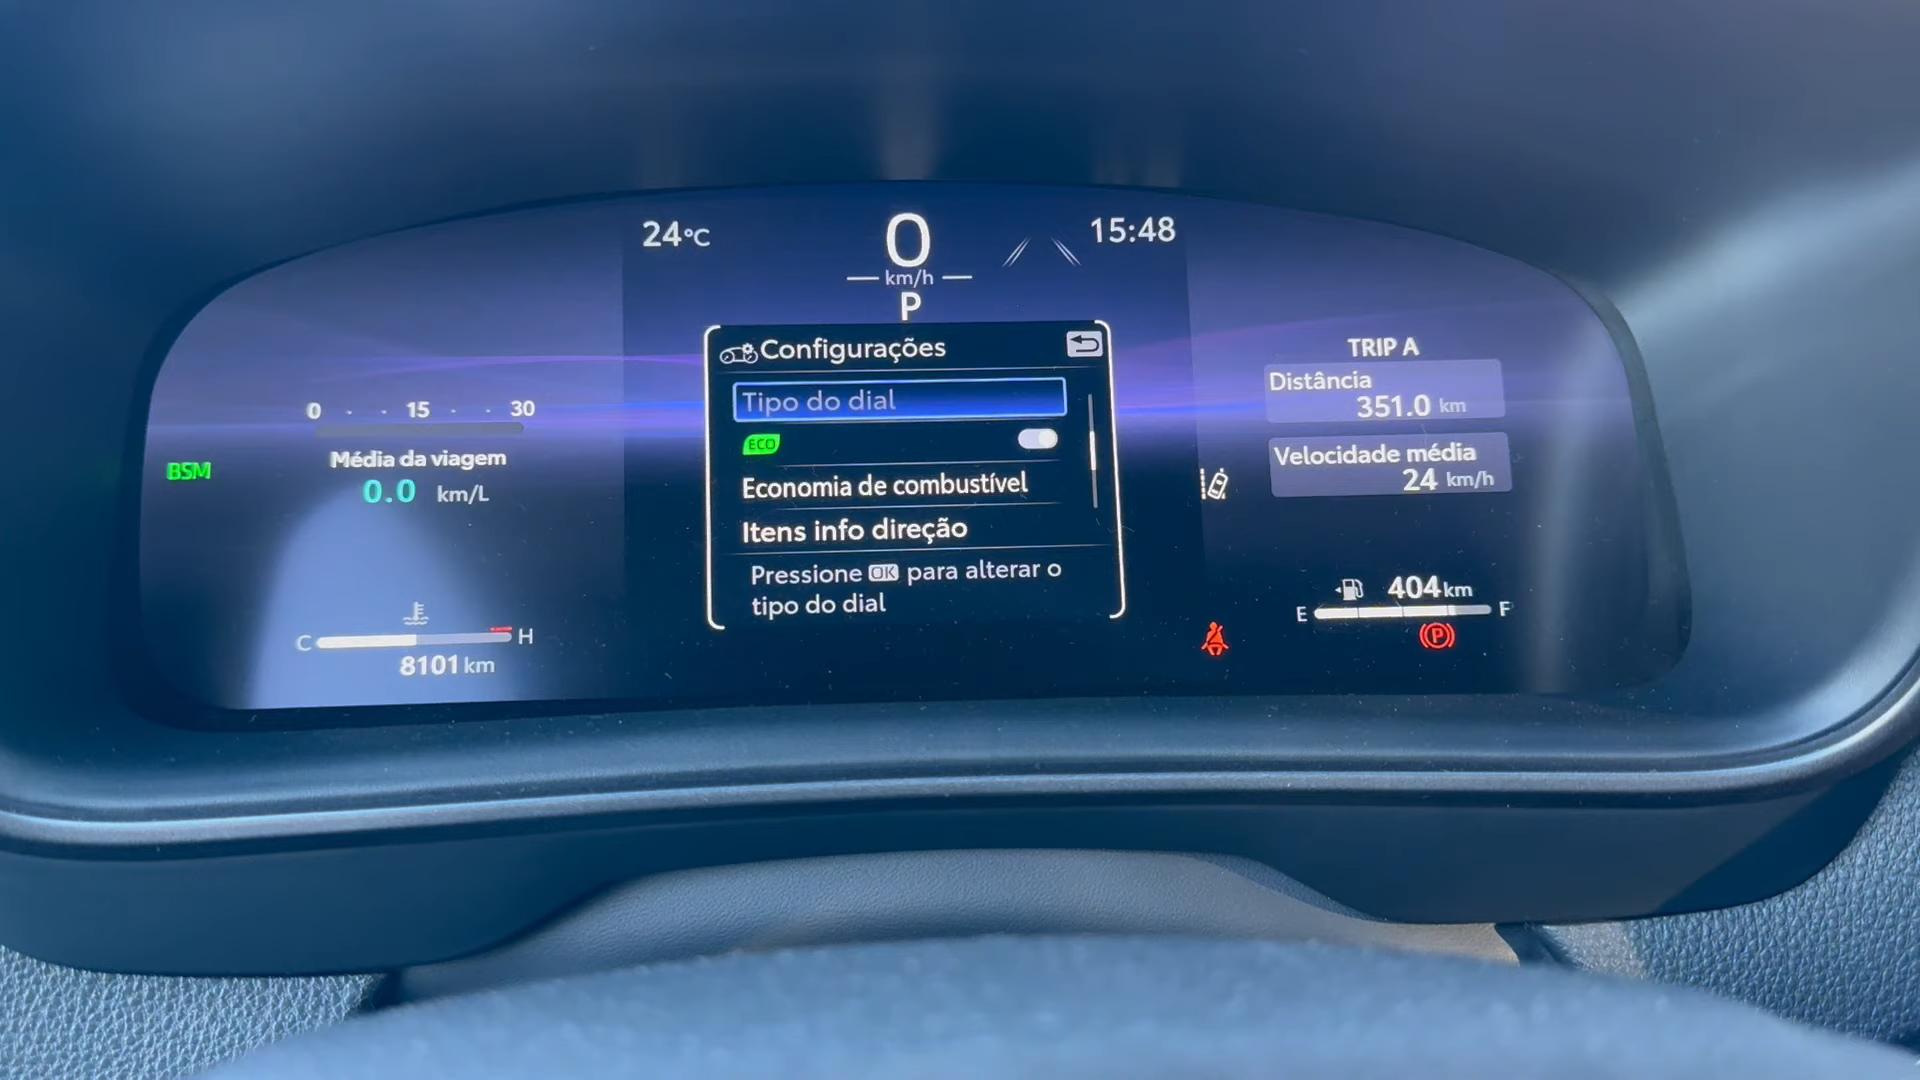 24°C
0
km/h
P
15:48
Configurações
Tipo do dial
ECO
Economia de combustível
Itens info direção
Pressione OK para alterar o
tipo do dial
0 · · 15 · · 30
Média da viagem
0.0 km/L
BSM
C H
8101 km
TRIP A
Distância
351.0 km
Velocidade média
24 km/h
404 km
E F
P